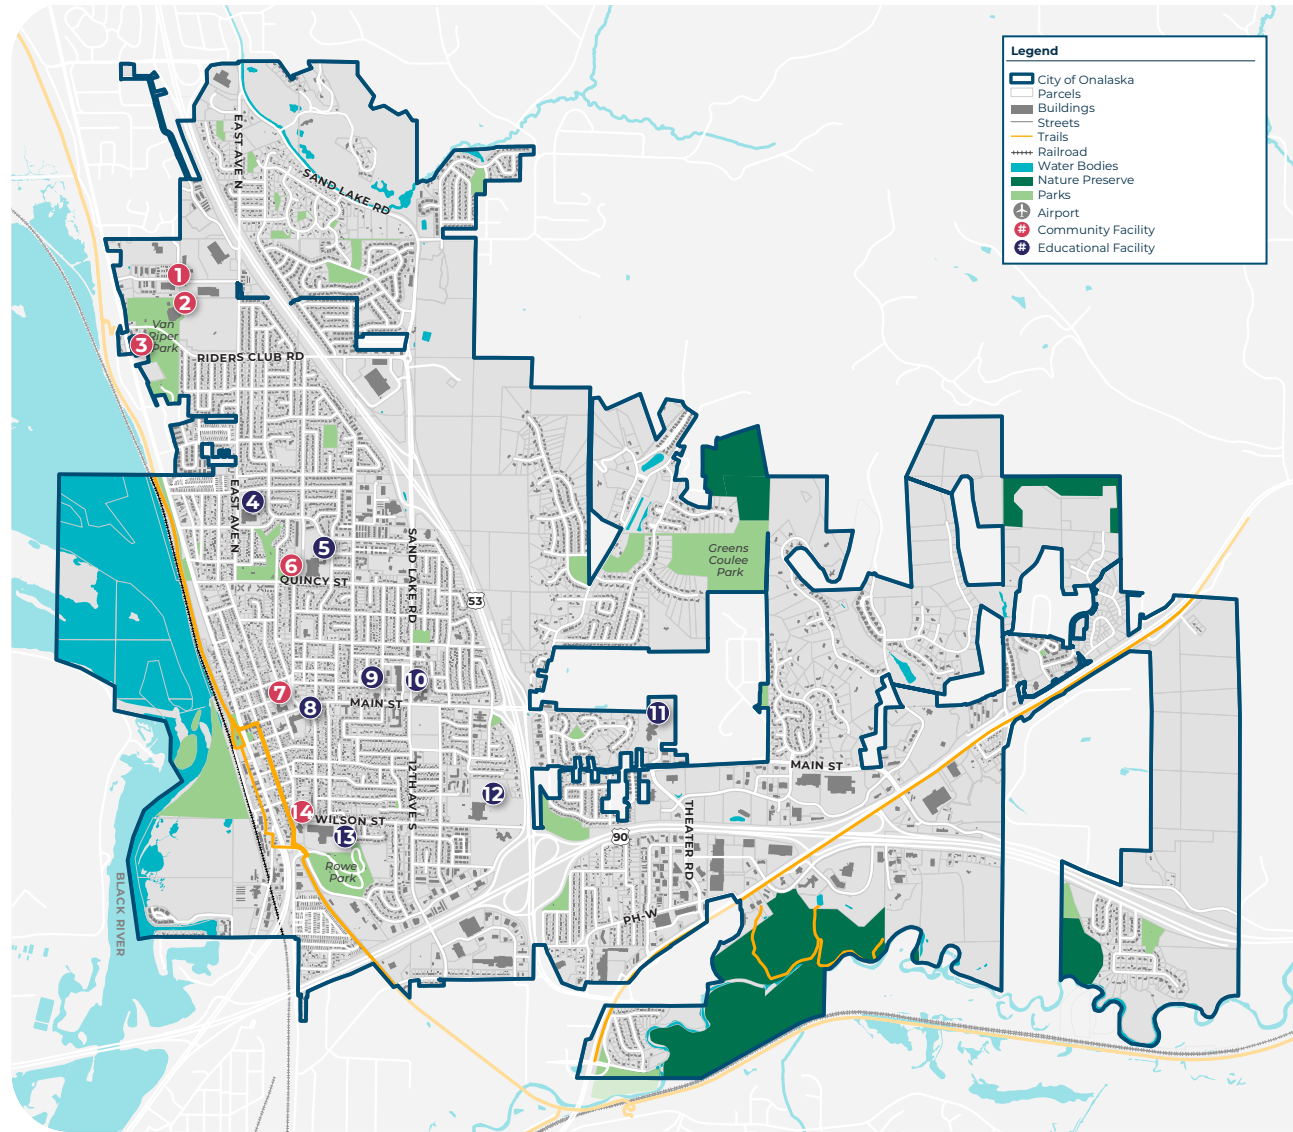 Legend
City of Onalaska
Parcels
Buildings
Streets
Trails
Railroad
Water Bodies
Nature Preserve
Parks
Airport
# Community Facility
# Educational Facility
EAST AVE N
SAND LAKE RD
1
2
Van
Riper
Park
3
RIDERS CLUB RD
EAST AVE N
4
5
6
QUINCY ST
SAND LAKE RD
53
Greens
Coulee
Park
7
8
9
10
11
MAIN ST
MAIN ST
12TH AVE S
12
THEATER RD
14
WILSON ST
13
90
Rowe
Park
PH-W
BLACK RIVER